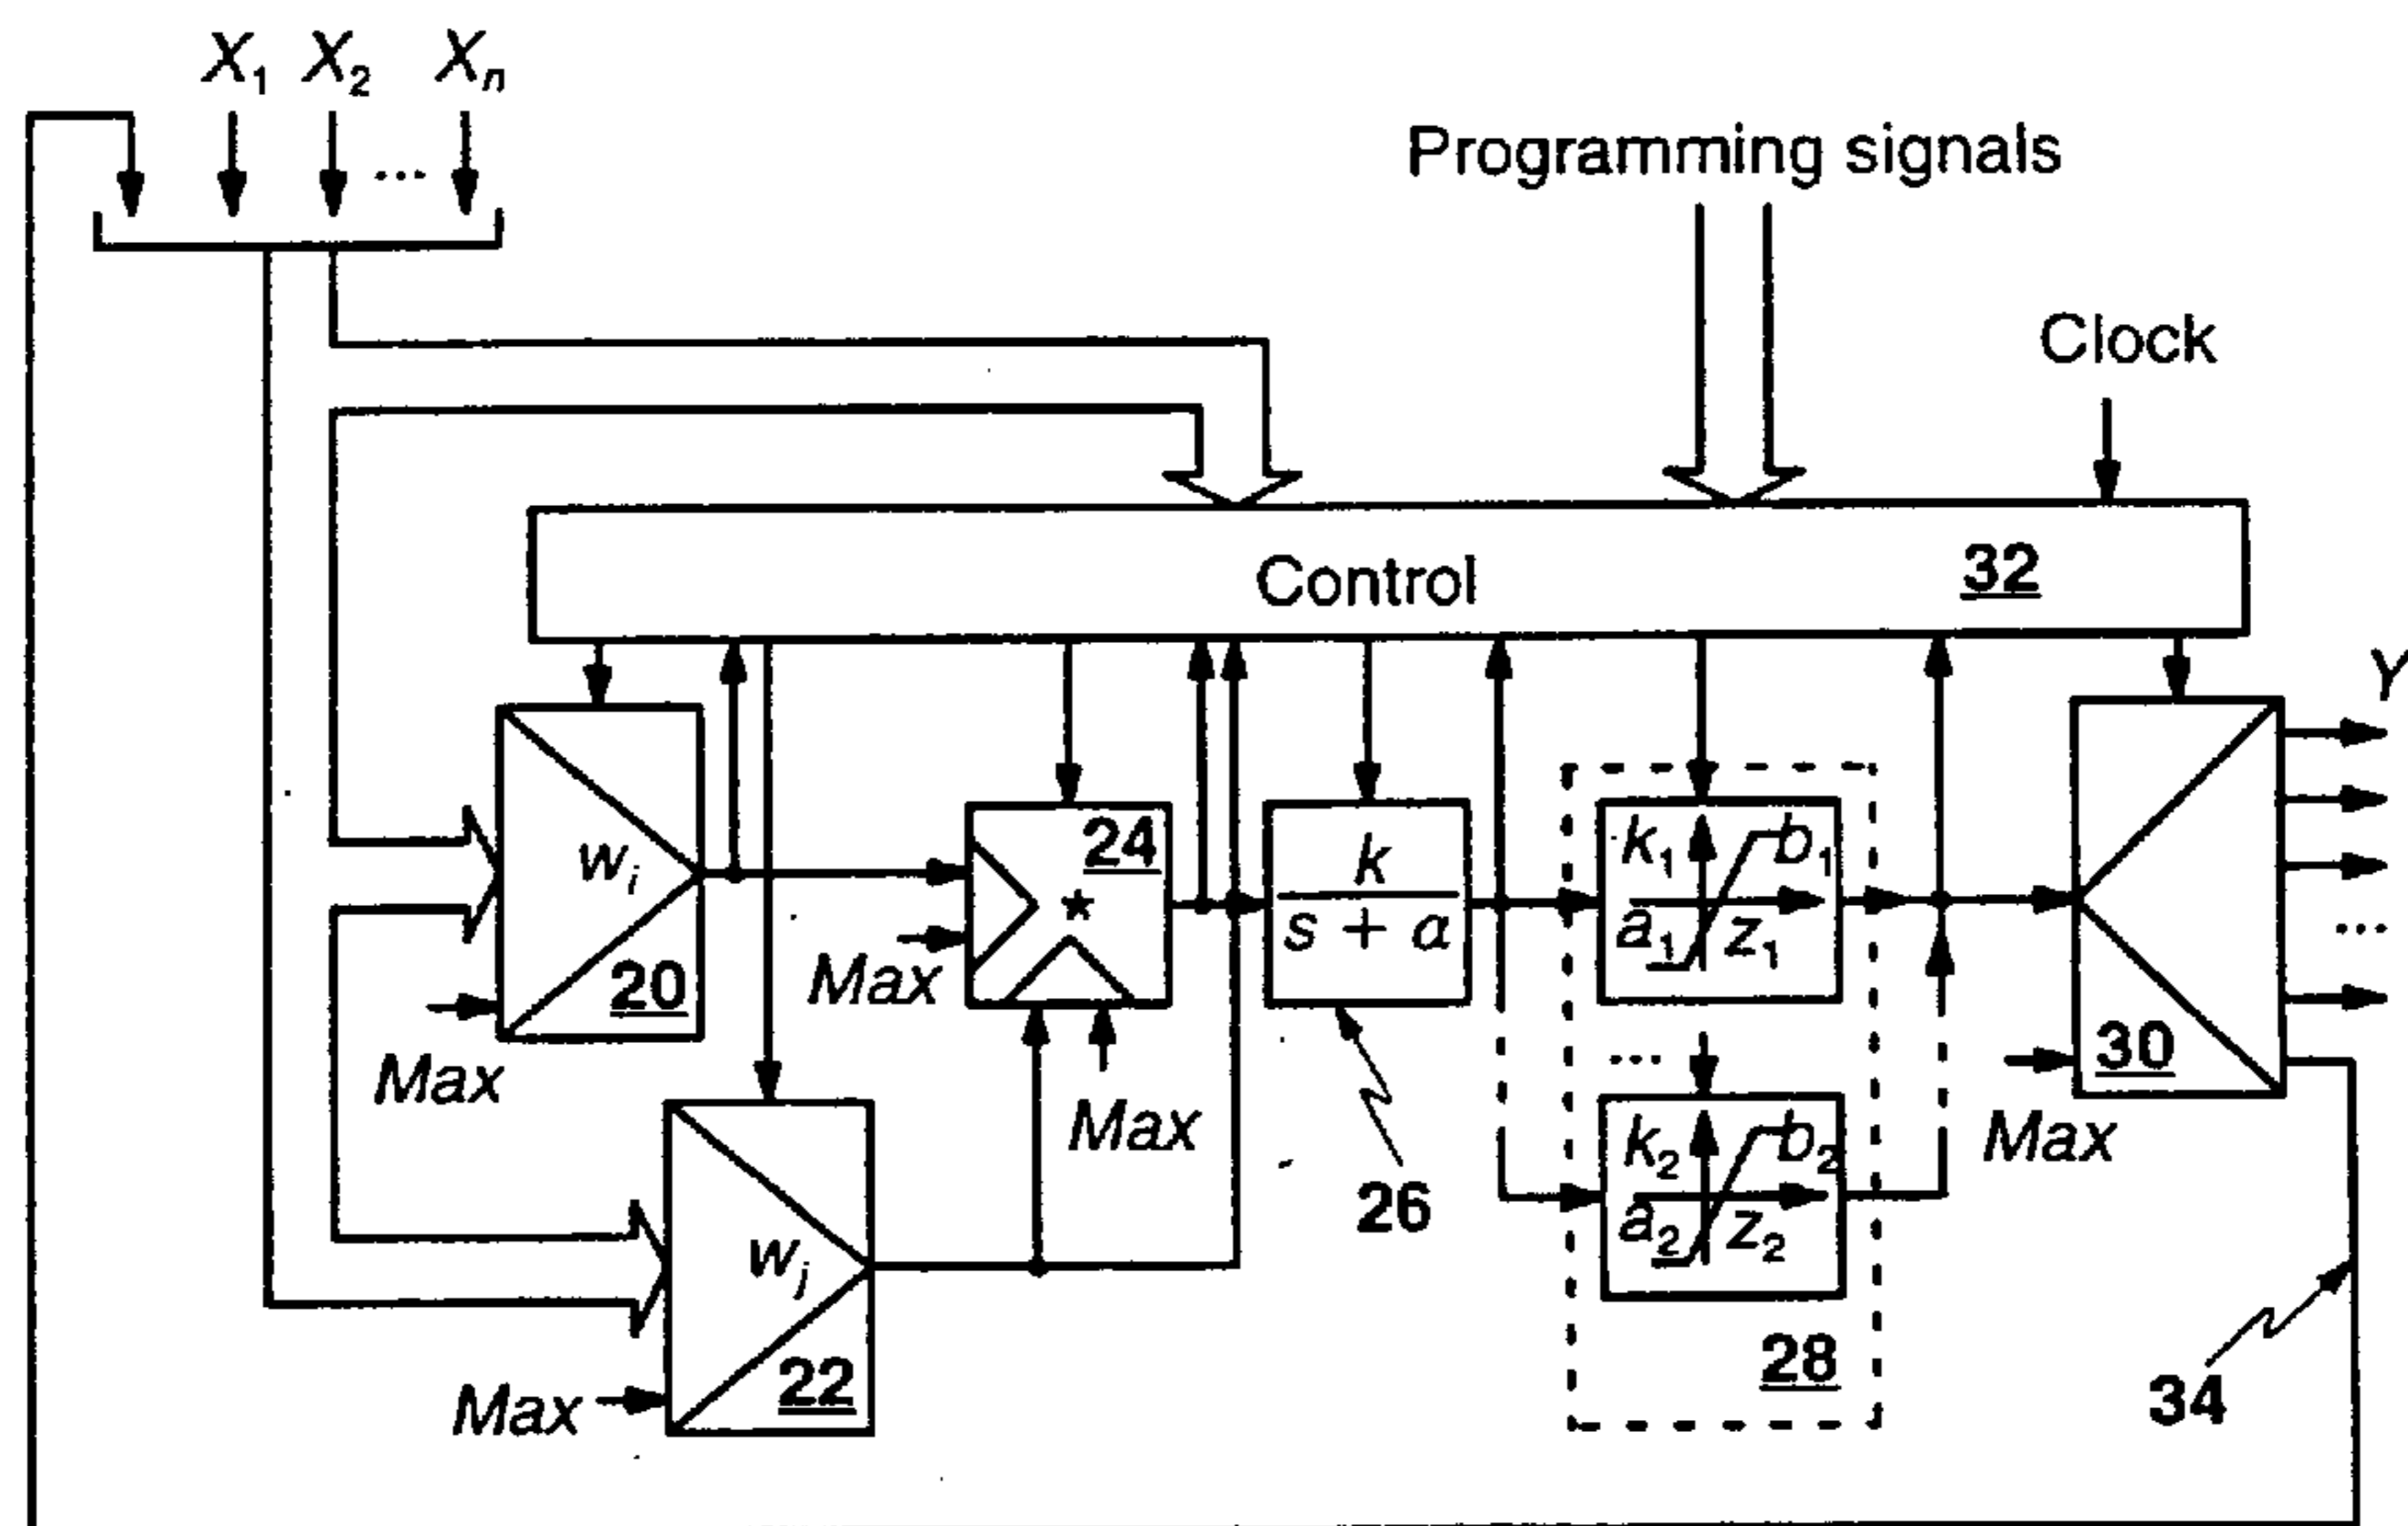 X₁ X₂ Xₙ
...
Programming signals
Clock
Control 32
Y
wᵢ
20
Max
24
*
Max
Max
k
s + a
26
k₁ b₁
a₁ z₁
...
k₂ b₂
a₂ z₂
28
30
Max
...
wⱼ
22
Max
34